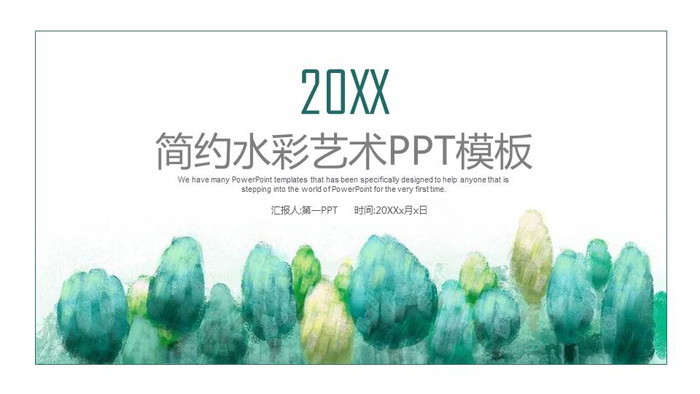 20XX
简约水彩艺术PPT模板
We have many PowerPoint templates that has been specifically designed to help anyone that is
stepping into the world of PowerPoint for the very first time.
汇报人:第一PPT 时间:20XXx月x日